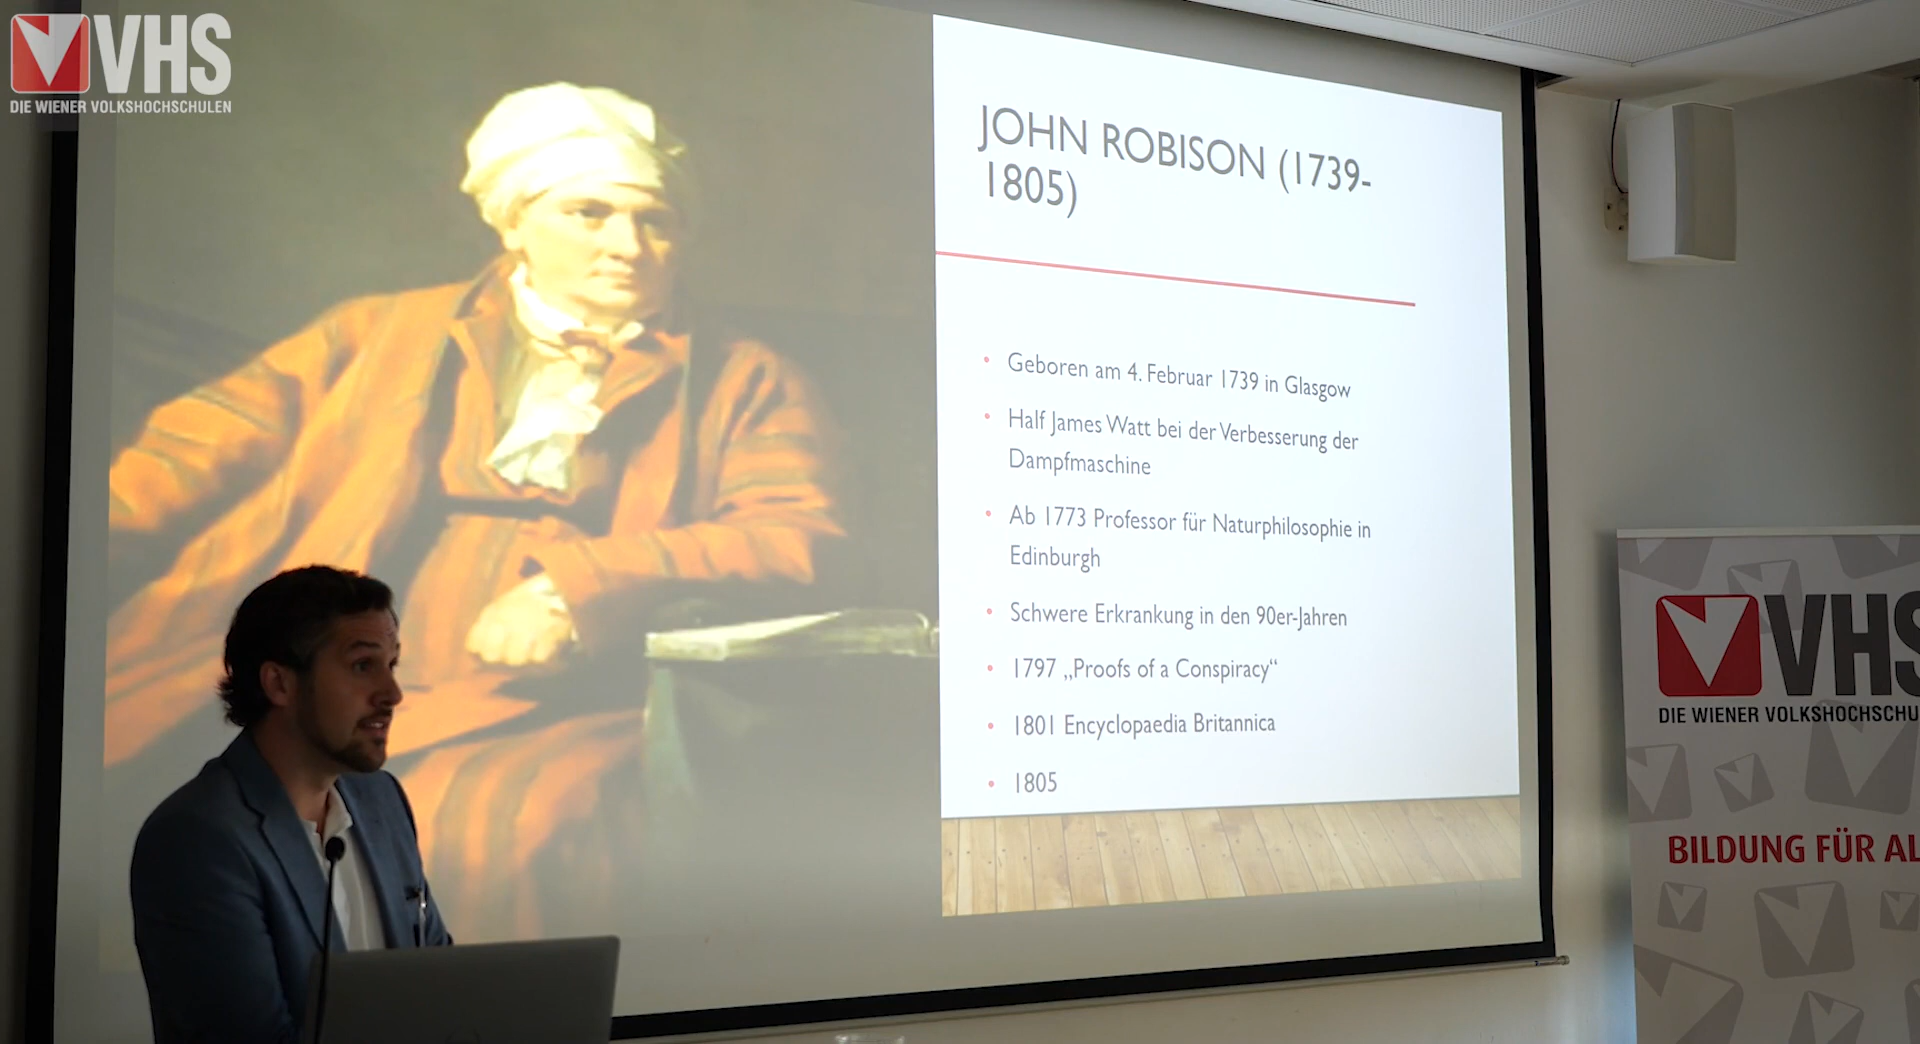 VHS
DIE WIENER VOLKSHOCHSCHULEN
JOHN ROBISON (1739-
1805)
• Geboren am 4. Februar 1739 in Glasgow
• Half James Watt bei der Verbesserung der
Dampfmaschine
• Ab 1773 Professor für Naturphilosophie in
Edinburgh
• Schwere Erkrankung in den 90er-Jahren
• 1797 „Proofs of a Conspiracy“
• 1801 Encyclopaedia Britannica
• 1805
VHS
DIE WIENER VOLKSHOCHSCHU
BILDUNG FÜR AL